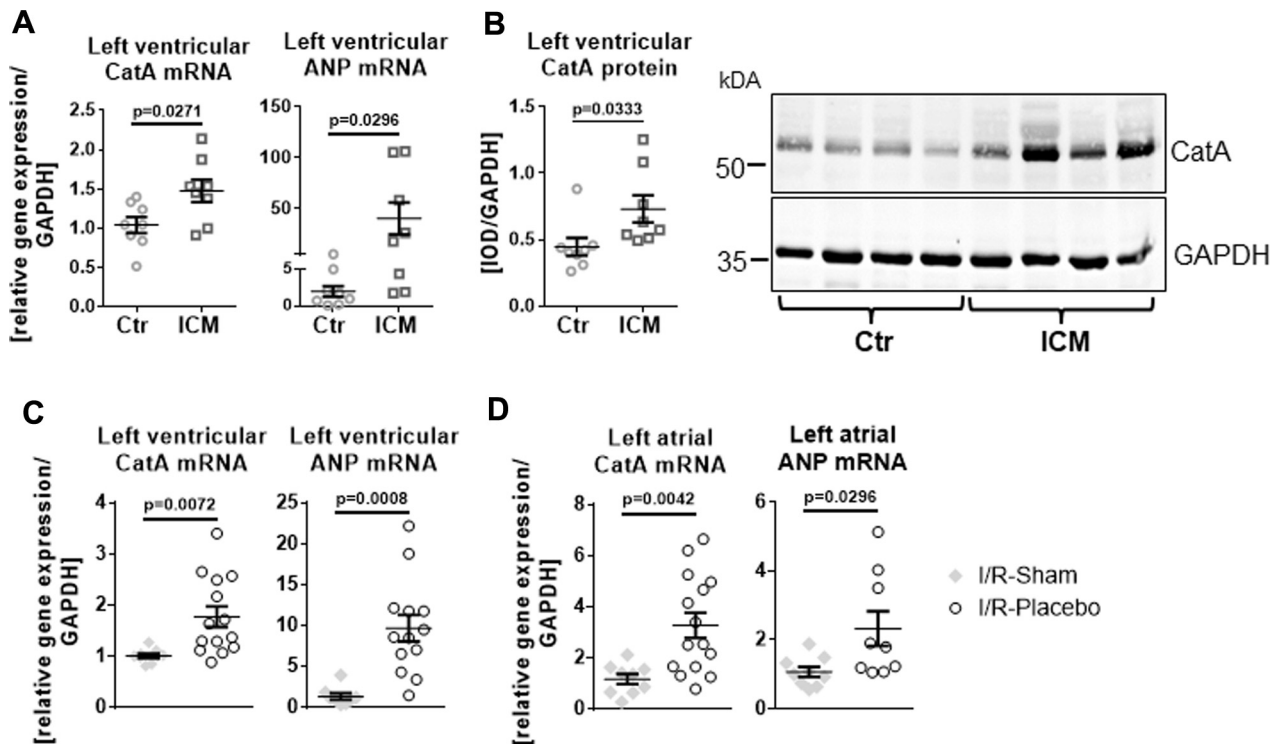 A
Left ventricular
CatA mRNA
Left ventricular
ANP mRNA
[relative gene expression/
GAPDH]
2.5
2.0
1.5
1.0
0.5
0.0
p=0.0271
Ctr
ICM
150
100
50
5
0
p=0.0296
Ctr
ICM
B
Left ventricular
CatA protein
[IOD/GAPDH]
1.5
1.0
0.5
0.0
p=0.0333
Ctr
ICM
kDA
50
CatA
35
GAPDH
Ctr
ICM
C
Left ventricular
CatA mRNA
Left ventricular
ANP mRNA
[relative gene expression/
GAPDH]
4
3
2
1
0
p=0.0072
25
20
15
10
5
0
p=0.0008
D
Left atrial
CatA mRNA
Left atrial
ANP mRNA
[relative gene expression/
GAPDH]
8
6
4
2
0
p=0.0042
6
4
2
0
p=0.0296
I/R-Sham
I/R-Placebo